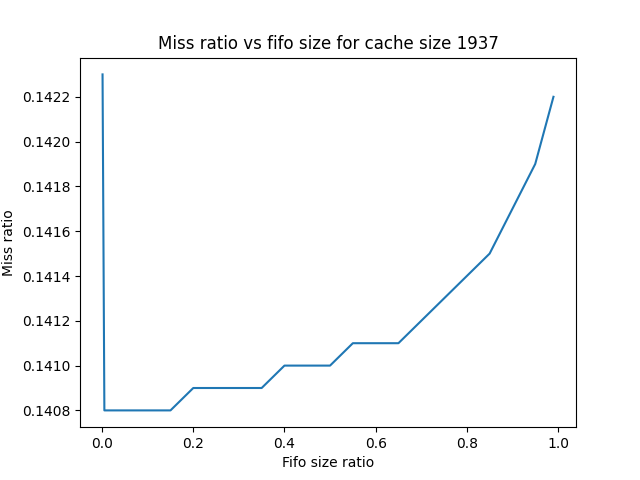 Miss ratio vs fifo size for cache size 1937
Miss ratio
0.1422
0.1420
0.1418
0.1416
0.1414
0.1412
0.1410
0.1408
0.0 0.2 0.4 0.6 0.8 1.0
Fifo size ratio